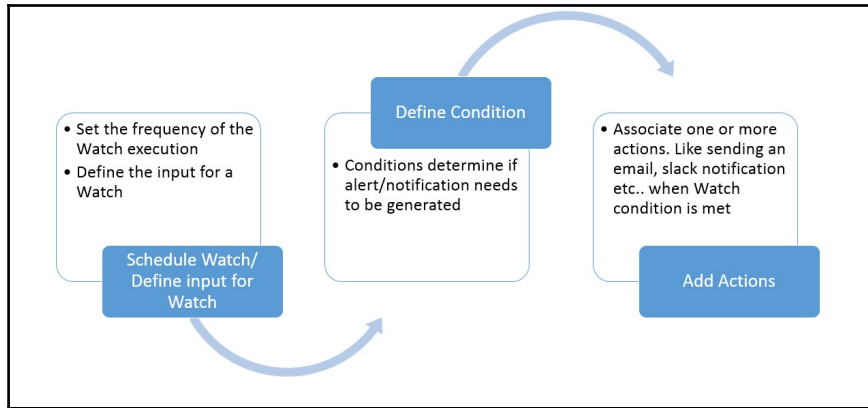 • Set the frequency of the
Watch execution
• Define the input for a
Watch
Schedule Watch/
Define input for
Watch
Define Condition
• Conditions determine if
alert/notification needs
to be generated
• Associate one or more
actions. Like sending an
email, slack notification
etc.. when Watch
condition is met
Add Actions